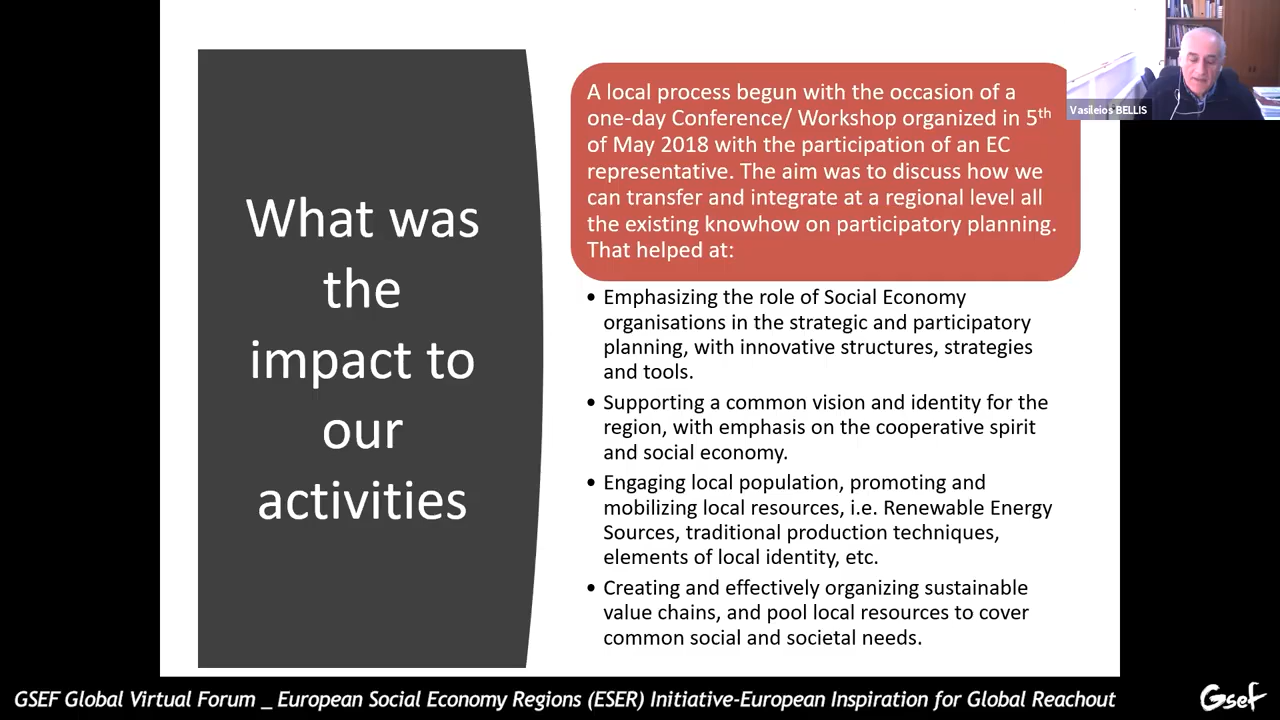 What was
the
impact to
our
activities
A local process begun with the occasion of a
one-day Conference/ Workshop organized in 5th
of May 2018 with the participation of an EC
representative. The aim was to discuss how we
can transfer and integrate at a regional level all
the existing knowhow on participatory planning.
That helped at:
• Emphasizing the role of Social Economy
organisations in the strategic and participatory
planning, with innovative structures, strategies
and tools.
• Supporting a common vision and identity for the
region, with emphasis on the cooperative spirit
and social economy.
• Engaging local population, promoting and
mobilizing local resources, i.e. Renewable Energy
Sources, traditional production techniques,
elements of local identity, etc.
• Creating and effectively organizing sustainable
value chains, and pool local resources to cover
common social and societal needs.
Vasileios BELLIS
GSEF Global Virtual Forum _ European Social Economy Regions (ESER) Initiative-European Inspiration for Global Reachout
Gsef